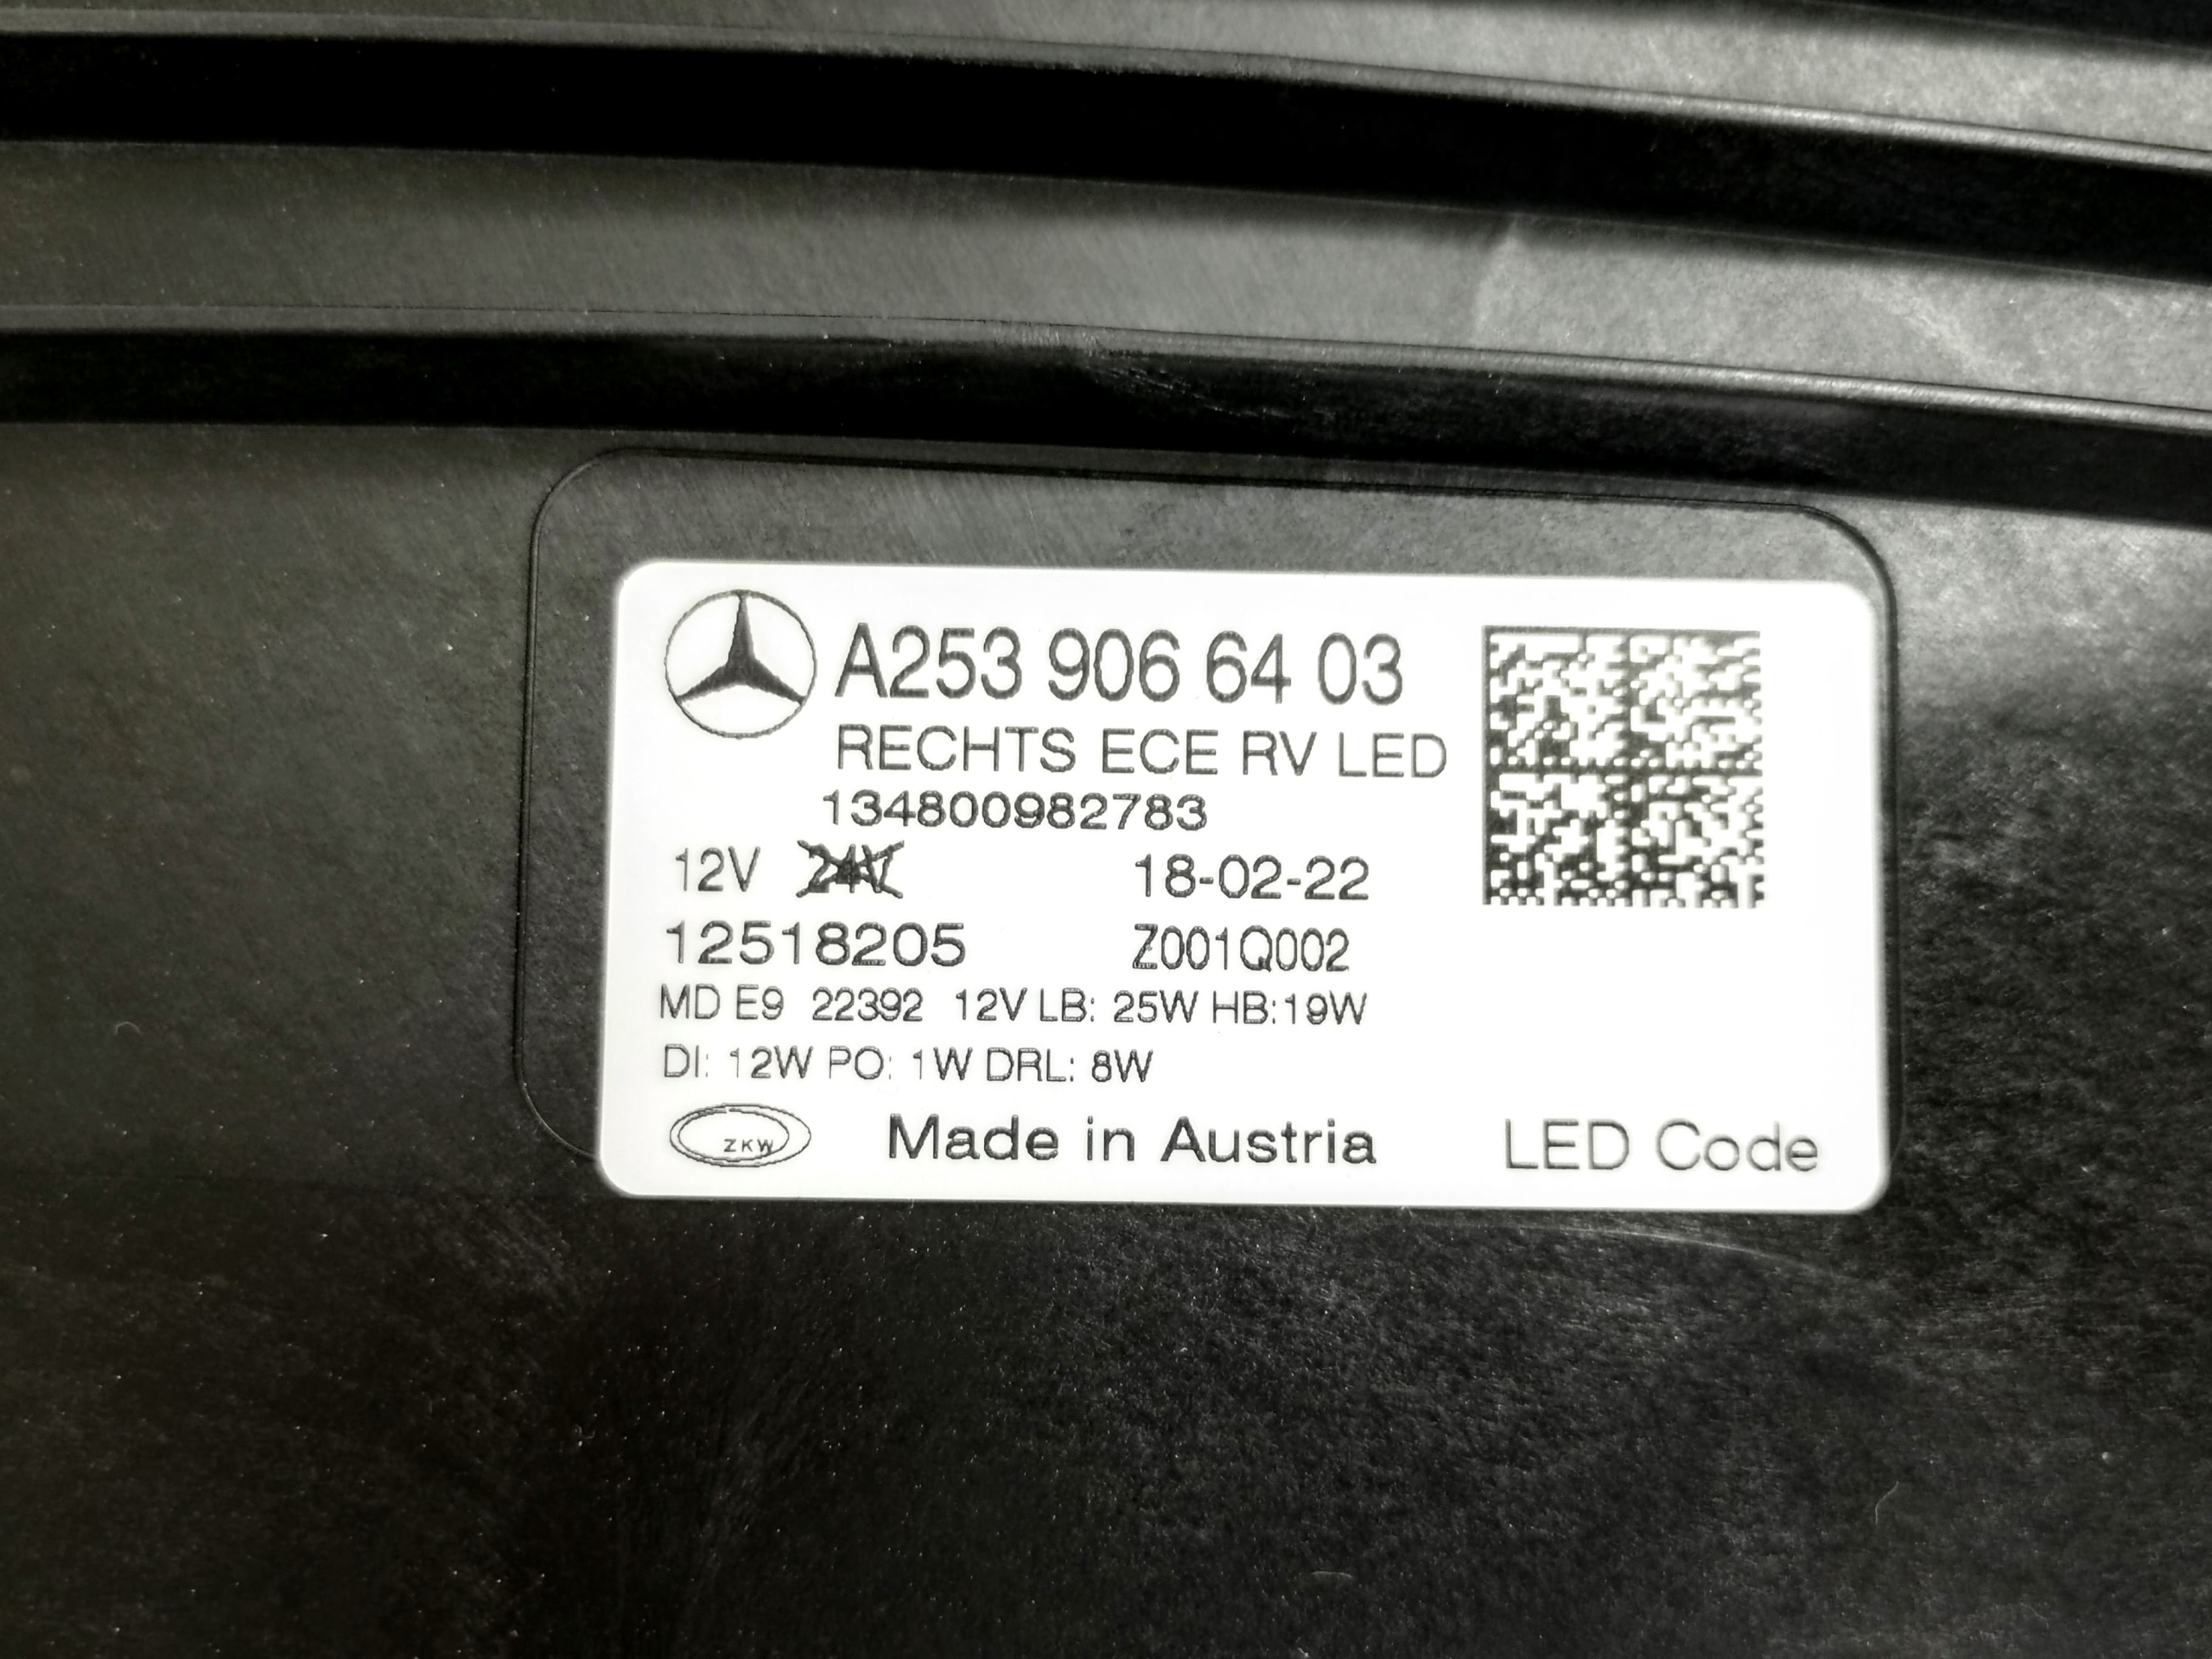 A253 906 64 03
RECHTS ECE RV LED
134800982783
12V 24V 18-02-22
12518205 Z001Q002
MD E9 22392 12V LB: 25W HB:19W
DI: 12W PO: 1W DRL: 8W
ZKW Made in Austria LED Code